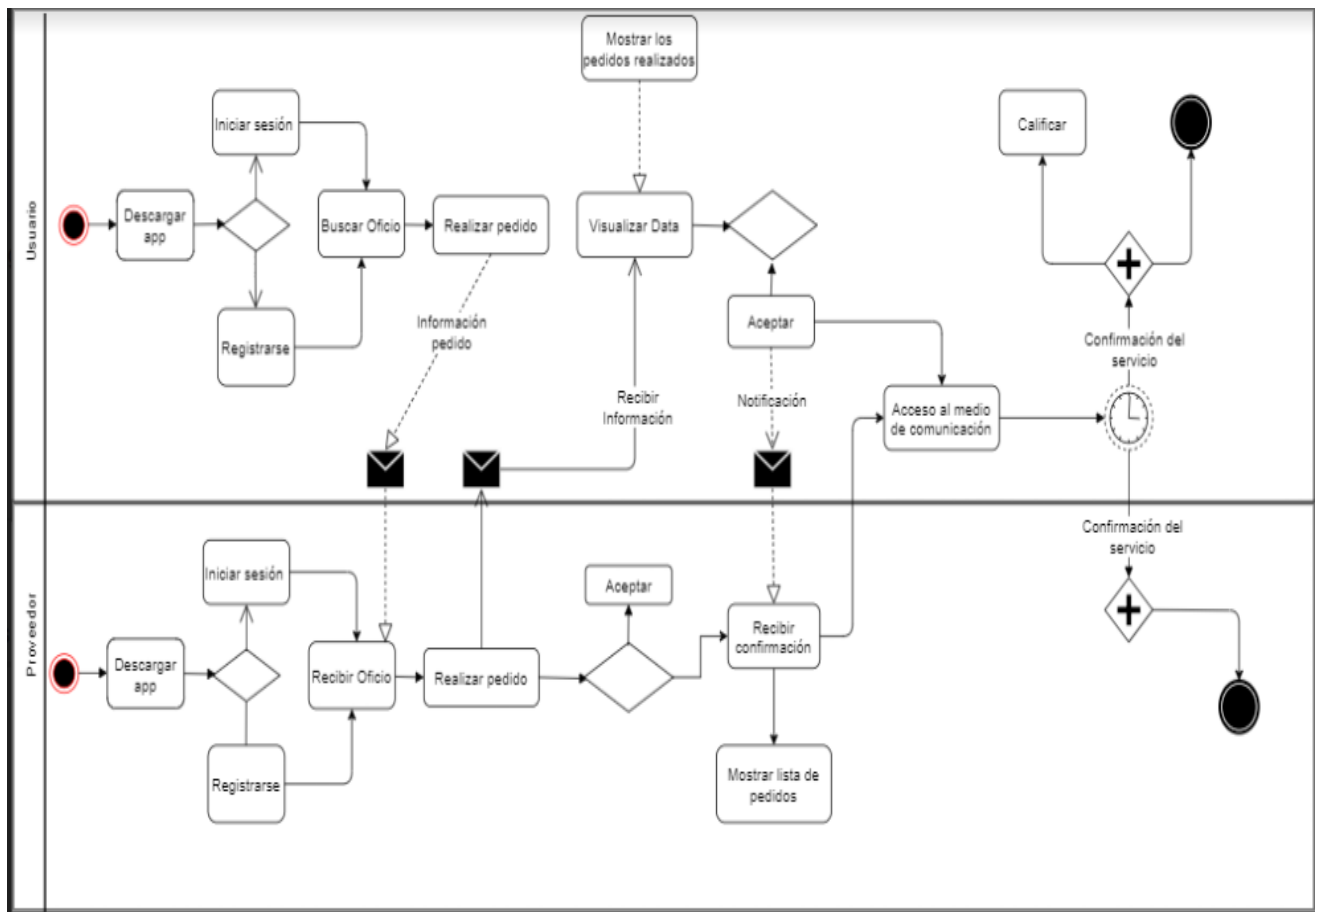 Usuario
Mostrar los
pedidos realizados
Iniciar sesión
Calificar
Descargar
app
Buscar Oficio
Realizar pedido
Visualizar Data
Información
pedido
Registrarse
Aceptar
Confirmación del
servicio
Recibir
Información
Notificación
Acceso al medio
de comunicación
Proveedor
Confirmación del
servicio
Iniciar sesión
Aceptar
Recibir
confirmación
Descargar
app
Recibir Oficio
Realizar pedido
Registrarse
Mostrar lista de
pedidos